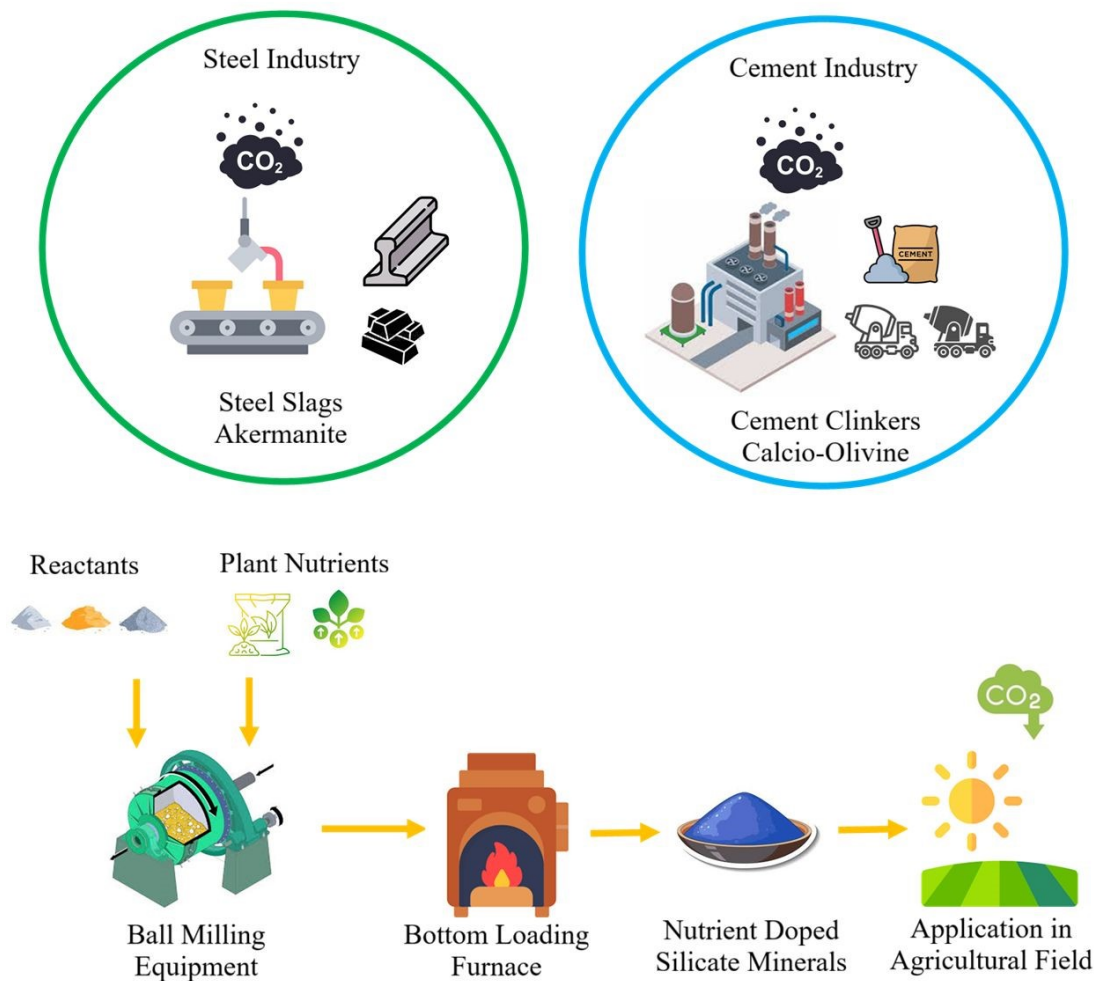 Steel Industry
CO₂
Steel Slags
Akermanite
Cement Industry
CO₂
CEMENT
Cement Clinkers
Calcio-Olivine
Reactants
Plant Nutrients
CO₂
Ball Milling
Equipment
Bottom Loading
Furnace
Nutrient Doped
Silicate Minerals
Application in
Agricultural Field